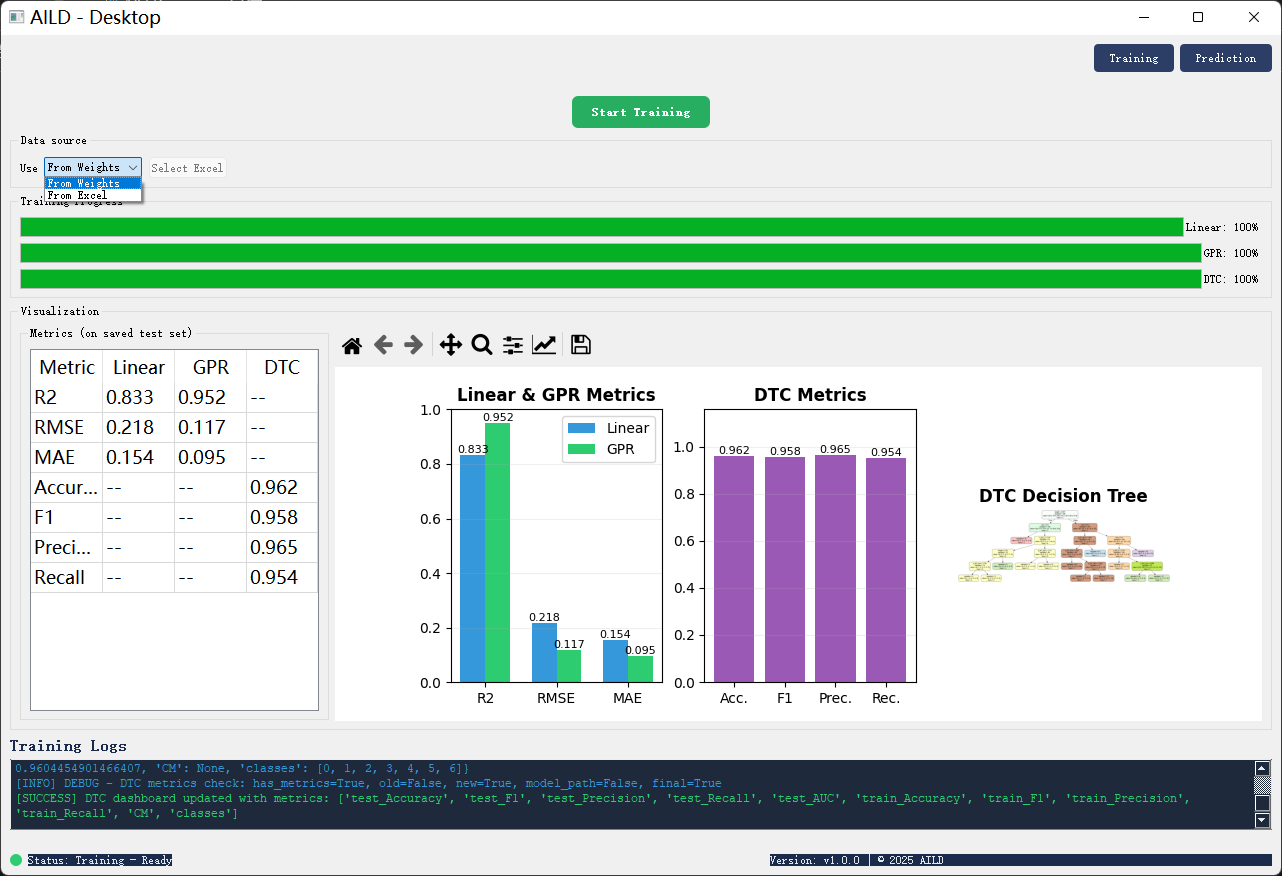 AILD - Desktop
Training
Prediction
Start Training
Data source
Use
From Weights
Select Excel
From Weights
From Excel
Training Progress
Linear: 100%
GPR: 100%
DTC: 100%
Visualization
Metrics (on saved test set)
Metric Linear GPR DTC
R2 0.833 0.952 --
RMSE 0.218 0.117 --
MAE 0.154 0.095 --
Accur... -- -- 0.962
F1 -- -- 0.958
Preci... -- -- 0.965
Recall -- -- 0.954
Linear & GPR Metrics
1.0
0.8
0.6
0.4
0.2
0.0
0.833
0.952
0.218
0.117
0.154
0.095
Linear
GPR
R2 RMSE MAE
DTC Metrics
1.0
0.8
0.6
0.4
0.2
0.0
0.962
0.958
0.965
0.954
Acc. F1 Prec. Rec.
DTC Decision Tree
Training Logs
0.9604454901466407, 'CM': None, 'classes': [0, 1, 2, 3, 4, 5, 6]}
[INFO] DEBUG - DTC metrics check: has_metrics=True, old=False, new=True, model_path=False, final=True
[SUCCESS] DTC dashboard updated with metrics: ['test_Accuracy', 'test_F1', 'test_Precision', 'test_Recall', 'test_AUC', 'train_Accuracy', 'train_F1', 'train_Precision',
'train_Recall', 'CM', 'classes']
Status: Training - Ready
Version: v1.0.0 | © 2025 AILD